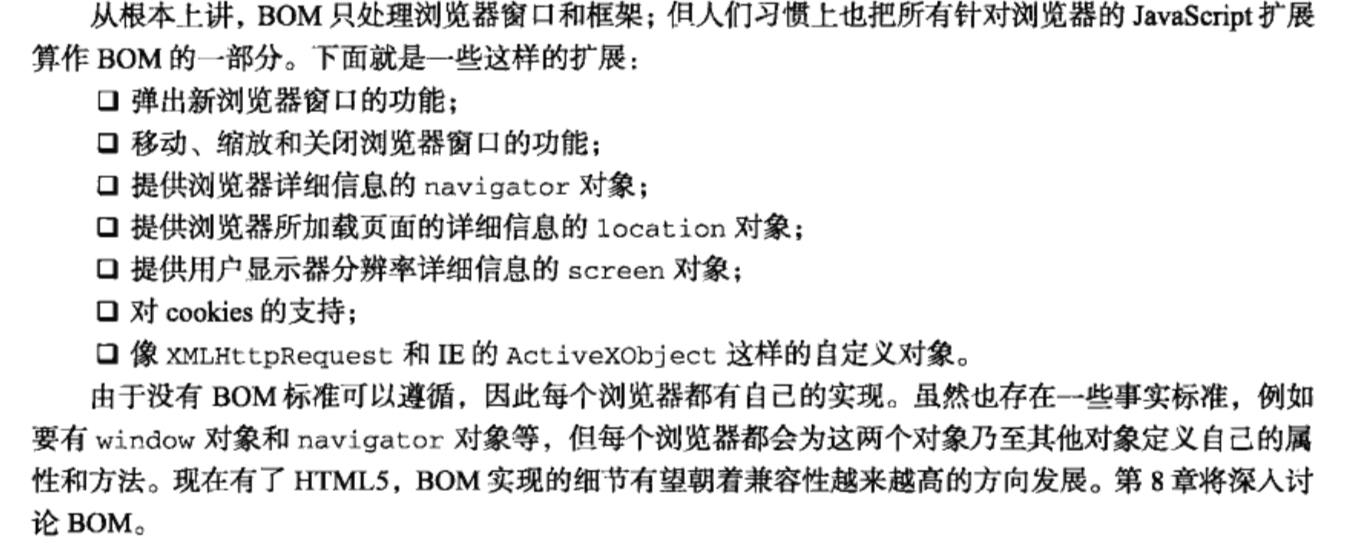 从根本上讲，BOM 只处理浏览器窗口和框架；但人们习惯上也把所有针对浏览器的 JavaScript 扩展
算作 BOM 的一部分。下面就是一些这样的扩展：
❑ 弹出新浏览器窗口的功能；
❑ 移动、缩放和关闭浏览器窗口的功能；
❑ 提供浏览器详细信息的 navigator 对象；
❑ 提供浏览器所加载页面的详细信息的 location 对象；
❑ 提供用户显示器分辨率详细信息的 screen 对象；
❑ 对 cookies 的支持；
❑ 像 XMLHttpRequest 和 IE 的 ActiveXObject 这样的自定义对象。
由于没有 BOM 标准可以遵循，因此每个浏览器都有自己的实现。虽然也存在一些事实标准，例如
要有 window 对象和 navigator 对象等，但每个浏览器都会为这两个对象乃至其他对象定义自己的属
性和方法。现在有了 HTML5，BOM 实现的细节有望朝着兼容性越来越高的方向发展。第 8 章将深入讨
论 BOM。